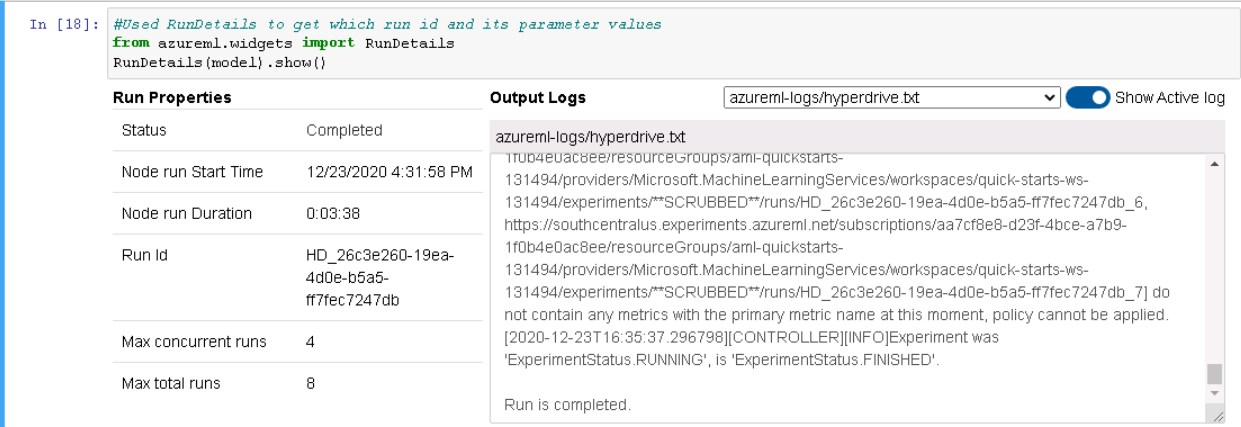 In [18]: #Used RunDetails to get which run id and its parameter values
from azureml.widgets import RunDetails
RunDetails(model).show()
Run Properties
Status Completed
Node run Start Time 12/23/2020 4:31:58 PM
Node run Duration 0:03:38
Run Id HD_26c3e260-19ea-
4d0e-b5a5-
ff7fec7247db
Max concurrent runs 4
Max total runs 8
Output Logs azureml-logs/hyperdrive.txt Show Active log
azureml-logs/hyperdrive.txt
1f0b4e0ac8ee/resourceGroups/aml-quickstarts-
131494/providers/Microsoft.MachineLearningServices/workspaces/quick-starts-ws-
131494/experiments/**SCRUBBED**/runs/HD_26c3e260-19ea-4d0e-b5a5-ff7fec7247db_6,
https://southcentralus.experiments.azureml.net/subscriptions/aa7cf8e8-d23f-4bce-a7b9-
1f0b4e0ac8ee/resourceGroups/aml-quickstarts-
131494/providers/Microsoft.MachineLearningServices/workspaces/quick-starts-ws-
131494/experiments/**SCRUBBED**/runs/HD_26c3e260-19ea-4d0e-b5a5-ff7fec7247db_7] do
not contain any metrics with the primary metric name at this moment, policy cannot be applied.
[2020-12-23T16:35:37.296798][CONTROLLER][INFO]Experiment was
'ExperimentStatus.RUNNING', is 'ExperimentStatus.FINISHED'.
Run is completed.